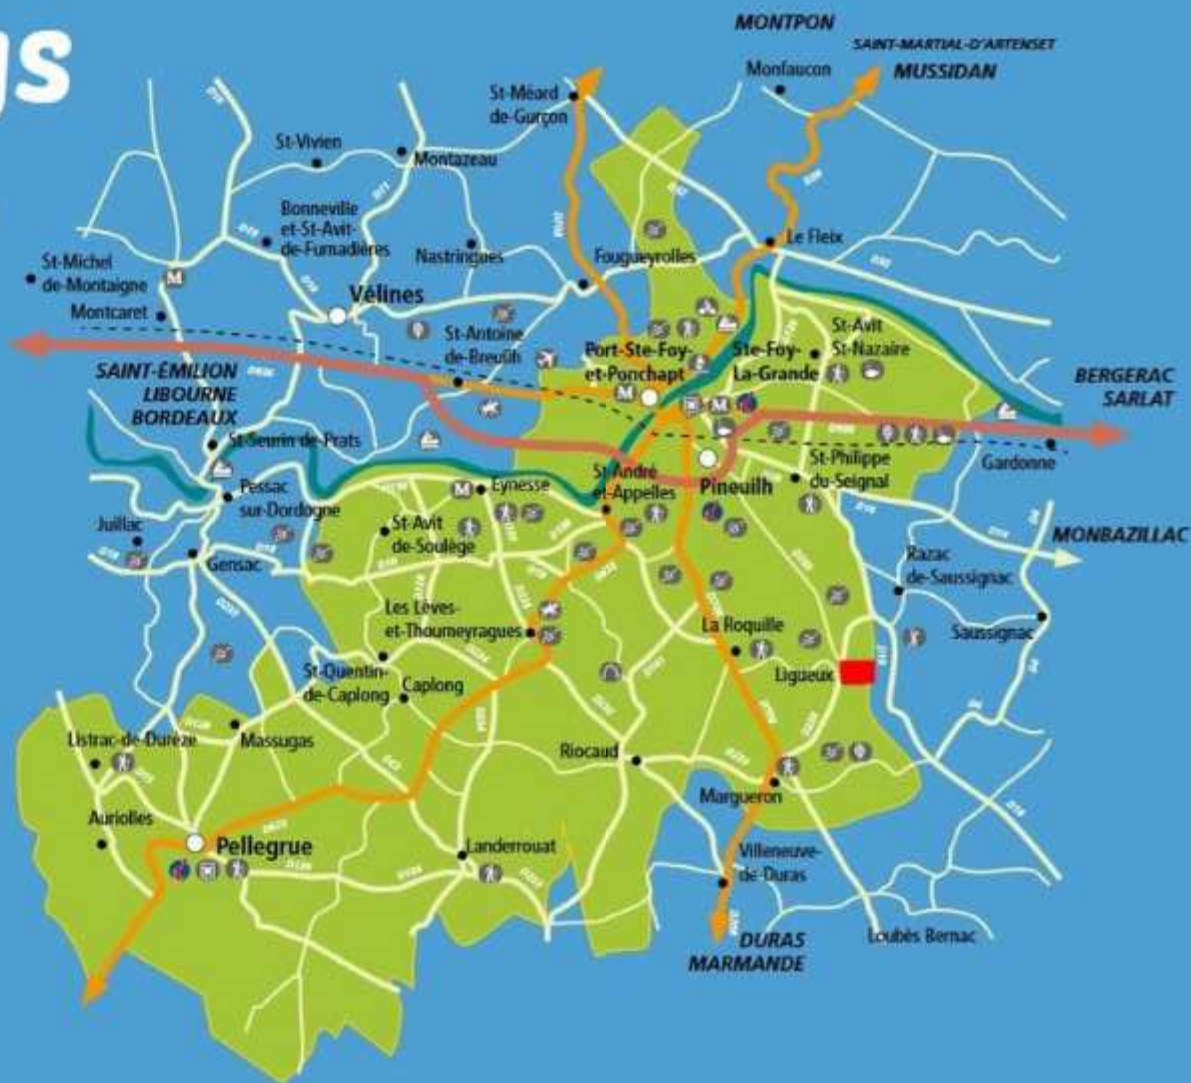 gs
MONTPON
SAINT-MARTIAL-D'ARTENSET
Monfaucon
MUSSIDAN
St-Méard
de-Gurçon
St-Vivien
Montazeau
Bonneville
et-St-Avit-
de-Fumadières
Nastringues
Fougueyrolles
Le Fleix
St-Michel
de-Montaigne
Montcaret
Vélines
St-Antoine
de-Breuilh
Port-Ste-Foy-
et-Ponchapt
Ste-Foy-
La-Grande
St-Avit
St-Nazaire
SAINT-ÉMILION
LIBOURNE
BORDEAUX
BERGERAC
SARLAT
St-Seurin de-Prats
Gardonne
Pessac
sur-Dordogne
Eynesse
St-André
et-Appelles
Pineuilh
St-Philippe
du-Seignal
Juillac
St-Avit
de-Soulège
Gensac
MONBAZILLAC
Razac
de-Saussignac
Les Lèves-
et-Thoumeyragues
La Roquille
Saussignac
St-Quentin-
de-Caplong
Caplong
Ligueux
Listrac-de-Durèze
Massugas
Riocaud
Margueron
Auriolles
Pellegrue
Landerrouat
Villeneuve-
de-Duras
Loubès Bernac
DURAS
MARMANDE